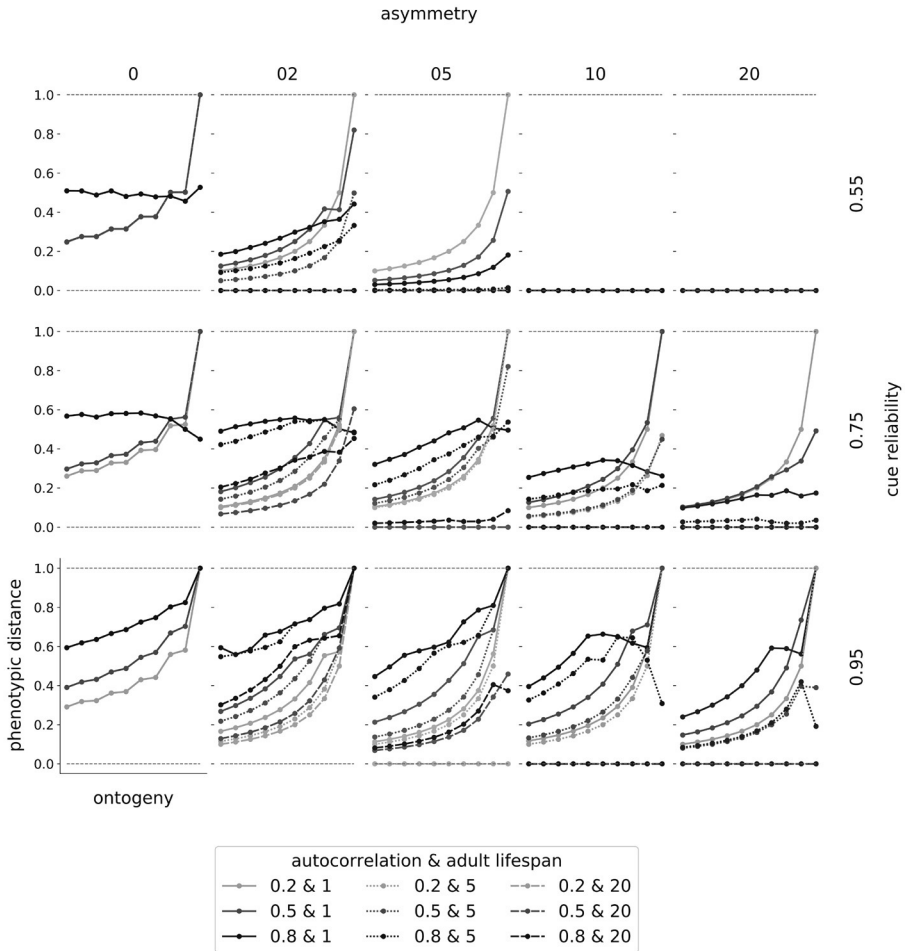 asymmetry
0 02 05 10 20
1.0
0.8
0.6
0.4
0.2
0.0
0.555
1.0
0.8
0.6
0.4
0.2
0.0
0.75
cue reliability
1.0
0.8
0.6
0.4
0.2
0.0
0.95
phenotypic distance
ontogeny
autocorrelation & adult lifespan
0.2 & 1 0.2 & 5 0.2 & 20
0.5 & 1 0.5 & 5 0.5 & 20
0.8 & 1 0.8 & 5 0.8 & 20